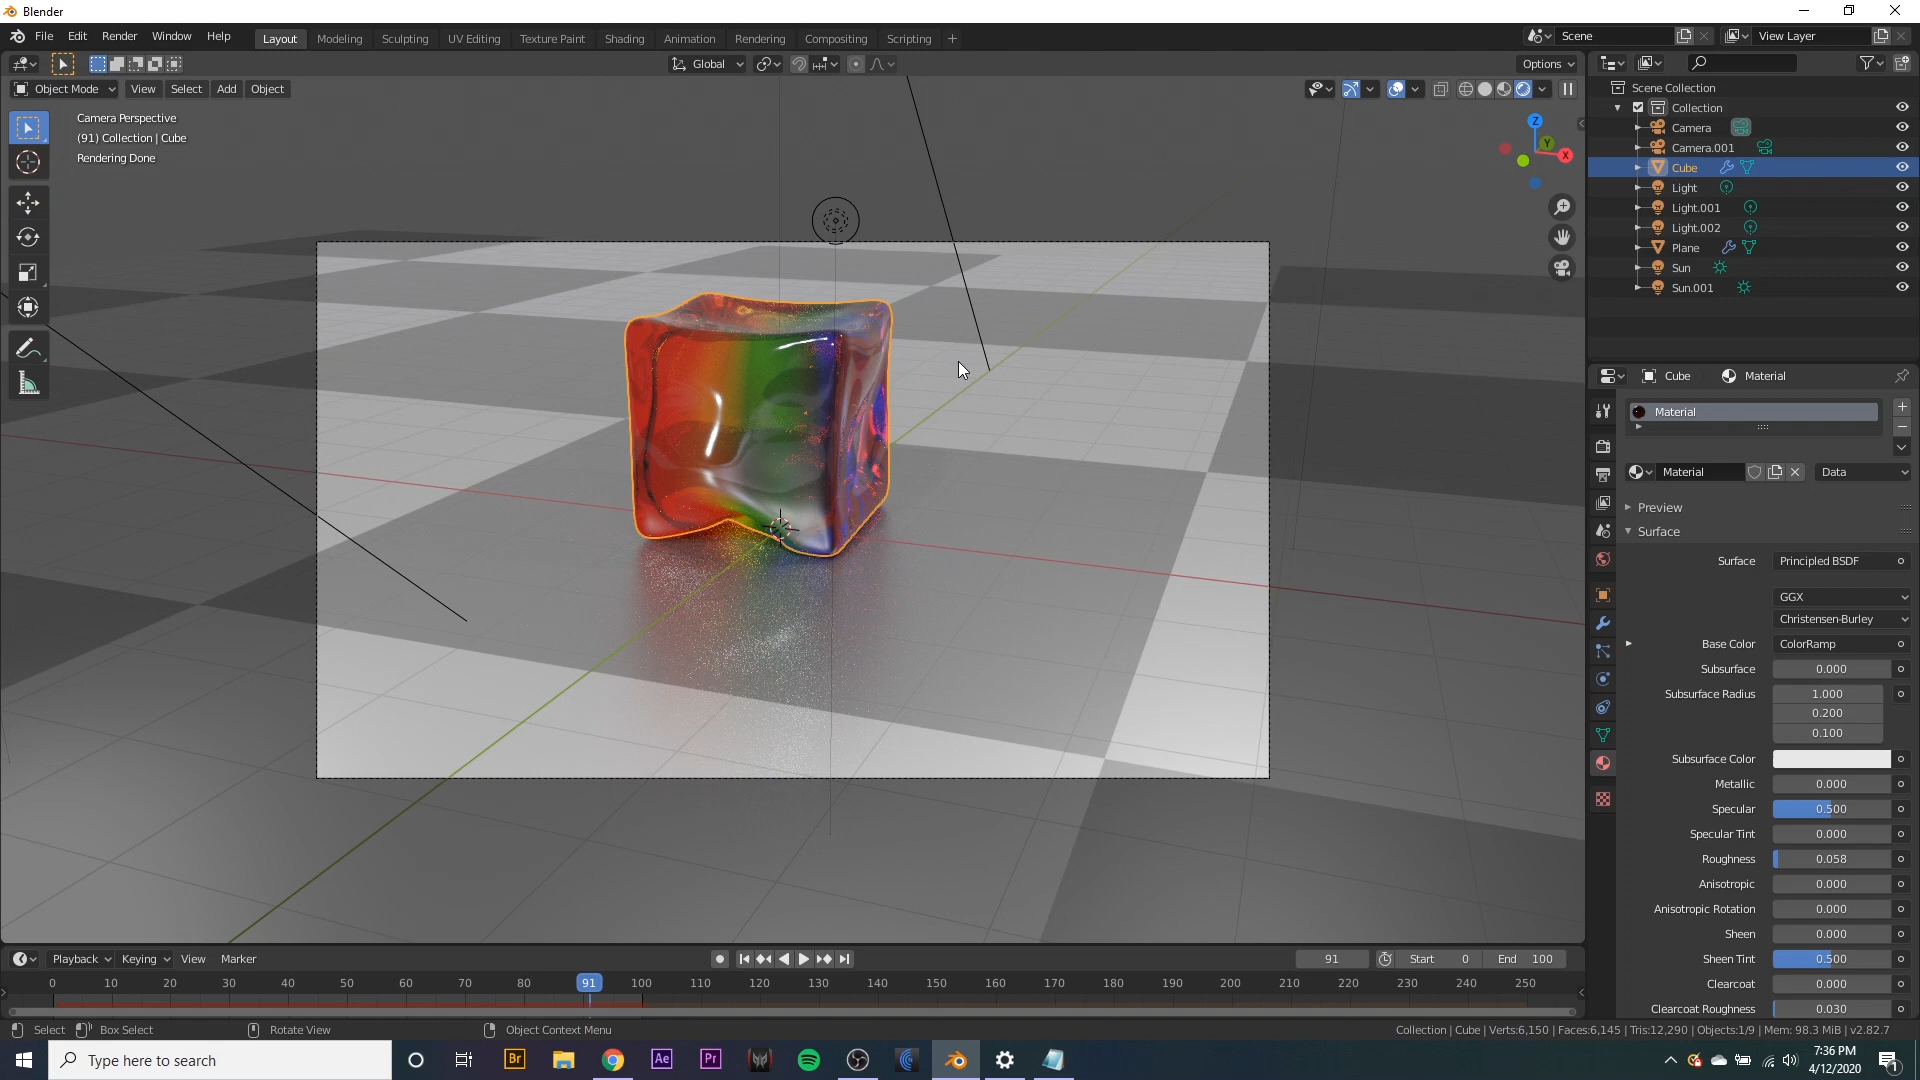 Blender
File Edit Render Window Help Layout Modeling Sculpting UV Editing Texture Paint Shading Animation Rendering Compositing Scripting + Scene View Layer
Global Options
Object Mode View Select Add Object
Camera Perspective
(91) Collection | Cube
Rendering Done
Z
Y
X
Scene Collection
Collection
Camera
Camera.001
Cube
Light
Light.001
Light.002
Plane
Sun
Sun.001
Cube Material
Material
Material Data
Preview
Surface
Surface Principled BSDF
GGX
Christensen-Burley
Base Color ColorRamp
Subsurface 0.000
Subsurface Radius 1.000
0.200
0.100
Subsurface Color
Metallic 0.000
Specular 0.500
Specular Tint 0.000
Roughness 0.058
Anisotropic 0.000
Anisotropic Rotation 0.000
Sheen 0.000
Sheen Tint 0.500
Clearcoat 0.000
Clearcoat Roughness 0.030
Playback Keying View Marker 91 Start 0 End 100
0 10 20 30 40 50 60 70 80 91 100 110 120 130 140 150 160 170 180 190 200 210 220 230 240 250
Select Box Select Rotate View Object Context Menu Collection | Cube | Verts:6,150 | Faces:6,145 | Tris:12,290 | Objects:1/9 | Mem: 98.3 MiB | v2.82.7
Type here to search Br Ae Pr 7:36 PM
4/12/2020
1